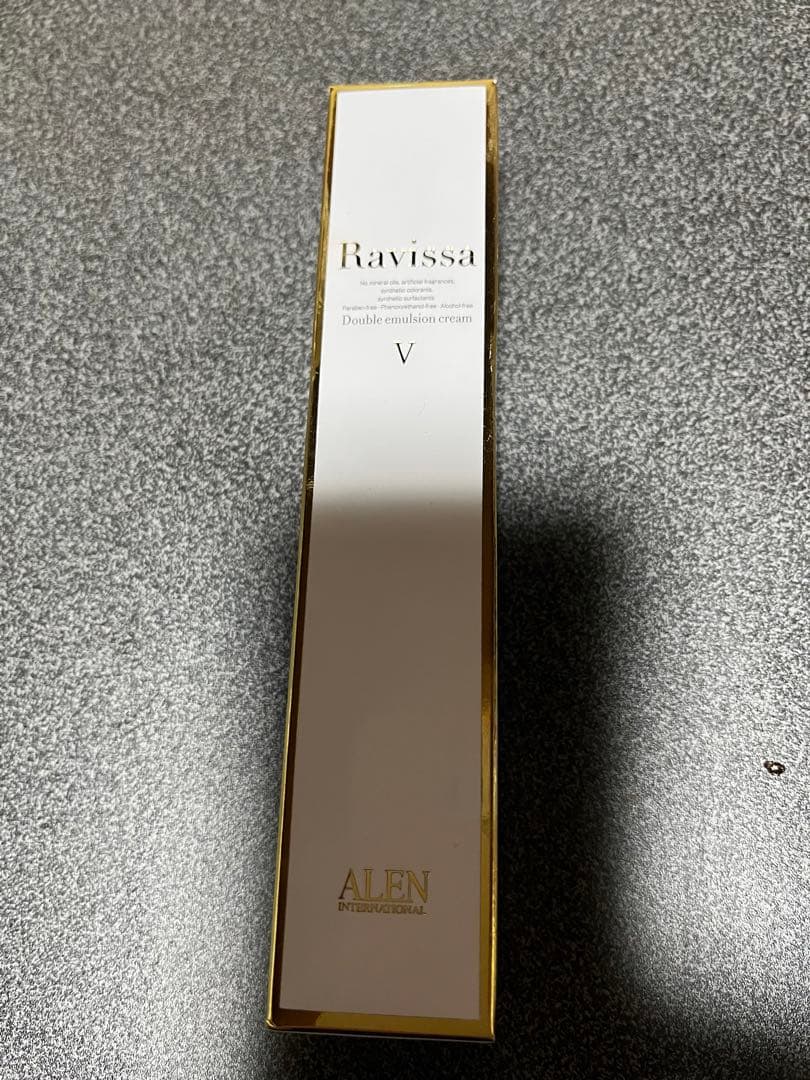 Ravissa
No mineral oils, artificial fragrances,
synthetic colorants,
synthetic surfactants
Paraben-free · Phenoxyethanol-free · Alcohol-free
Double emulsion cream
V
ALEN
INTERNATIONAL